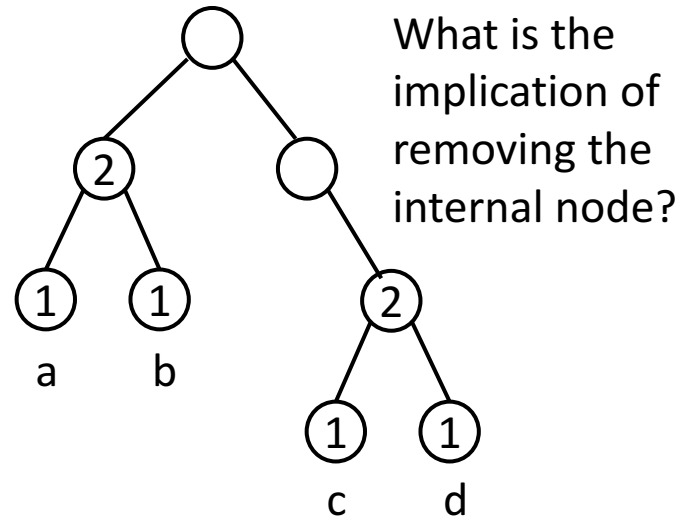 What is the
implication of
removing the
internal node?
2
1 1 2
a b
1 1
c d